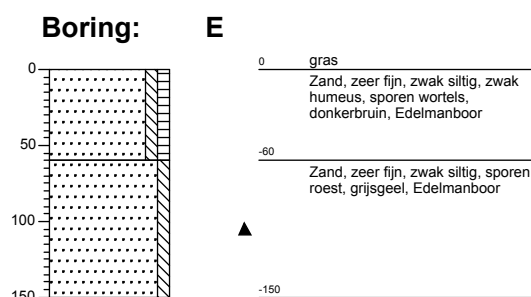 Boring: E
0
0 gras
Zand, zeer fijn, zwak siltig, zwak
humeus, sporen wortels,
donkerbruin, Edelmanboor
50
-60
Zand, zeer fijn, zwak siltig, sporen
roest, grijsgeel, Edelmanboor
100
150
-150